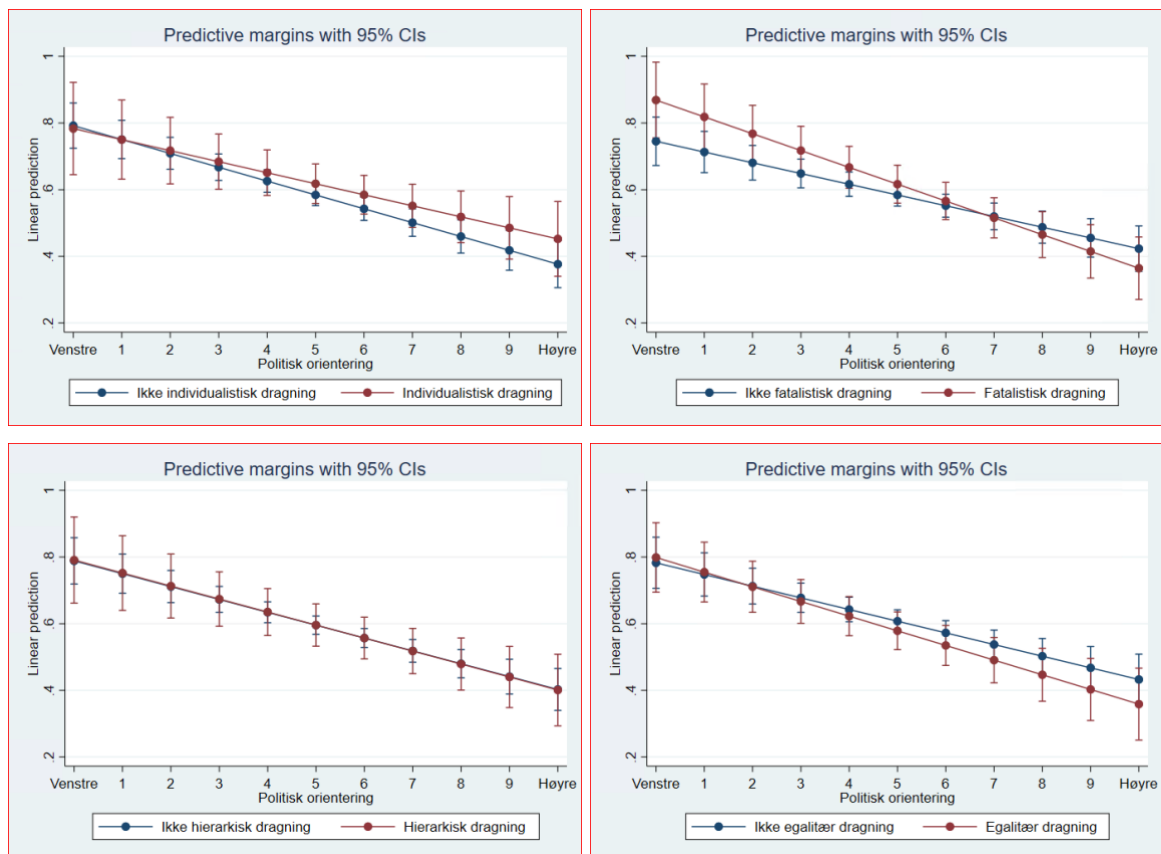 Predictive margins with 95% CIs
Linear prediction
1
.8
.6
.4
.2
Venstre 1 2 3 4 5 6 7 8 9 Høyre
Politisk orientering
Ikke individualistisk dragning Individualistisk dragning
Predictive margins with 95% CIs
Linear prediction
1
.8
.6
.4
.2
Venstre 1 2 3 4 5 6 7 8 9 Høyre
Politisk orientering
Ikke fatalistisk dragning Fatalistisk dragning
Predictive margins with 95% CIs
Linear prediction
1
.8
.6
.4
.2
Venstre 1 2 3 4 5 6 7 8 9 Høyre
Politisk orientering
Ikke hierarkisk dragning Hierarkisk dragning
Predictive margins with 95% CIs
Linear prediction
1
.8
.6
.4
.2
Venstre 1 2 3 4 5 6 7 8 9 Høyre
Politisk orientering
Ikke egalitær dragning Egalitær dragning